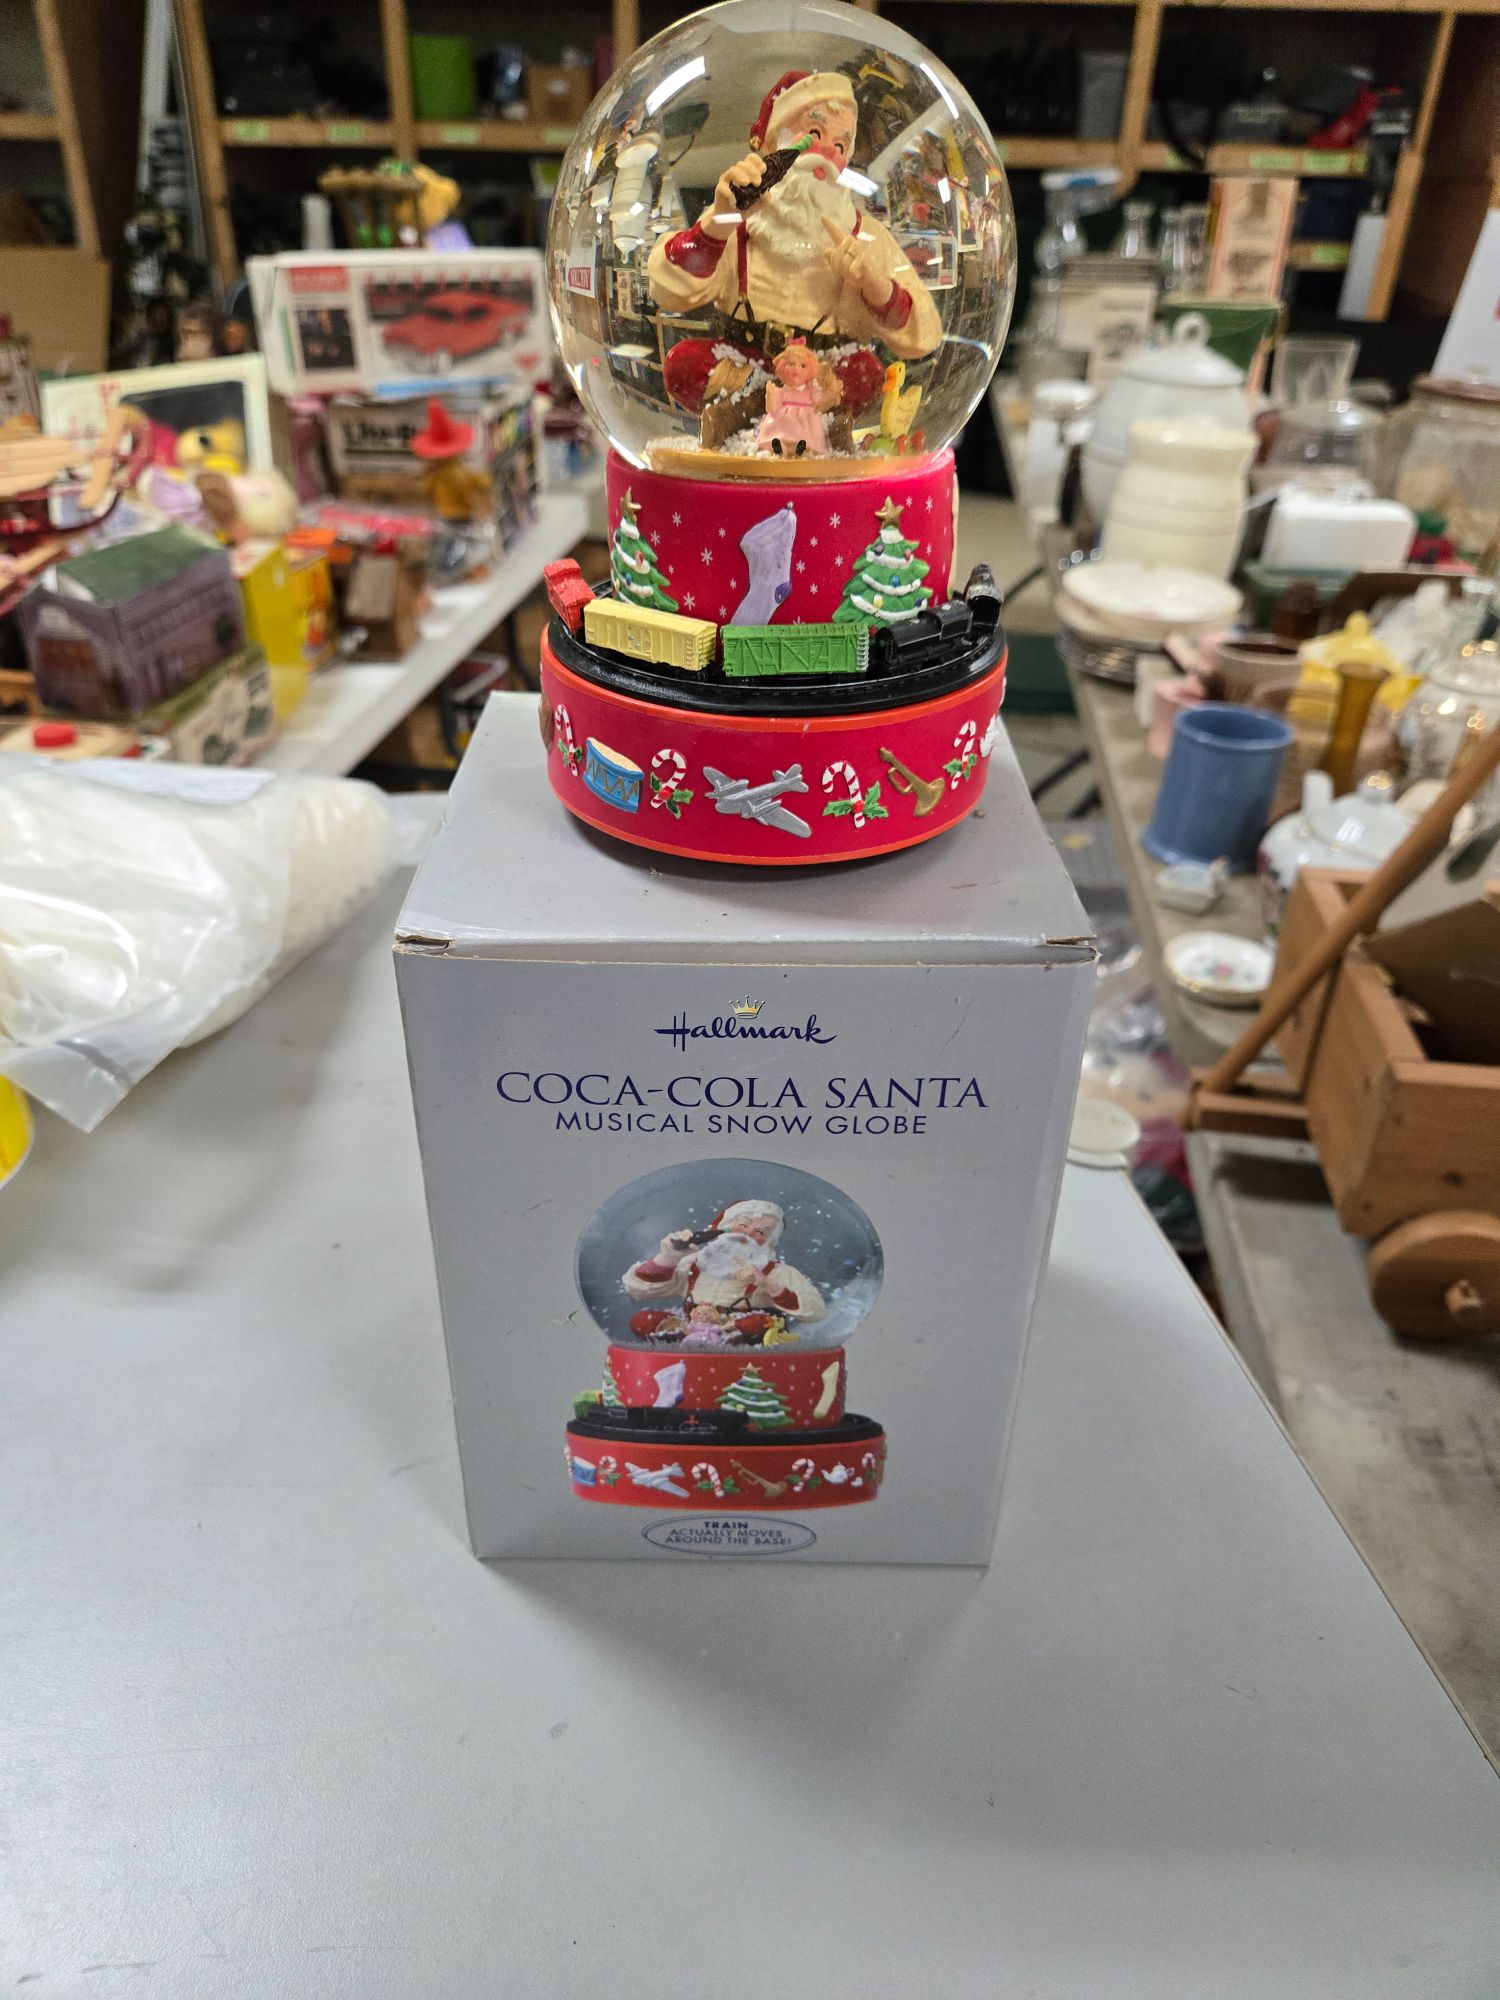 Hallmark
COCA-COLA SANTA
MUSICAL SNOW GLOBE
TRAIN
ACTUALLY MOVES
AROUND THE BASE!